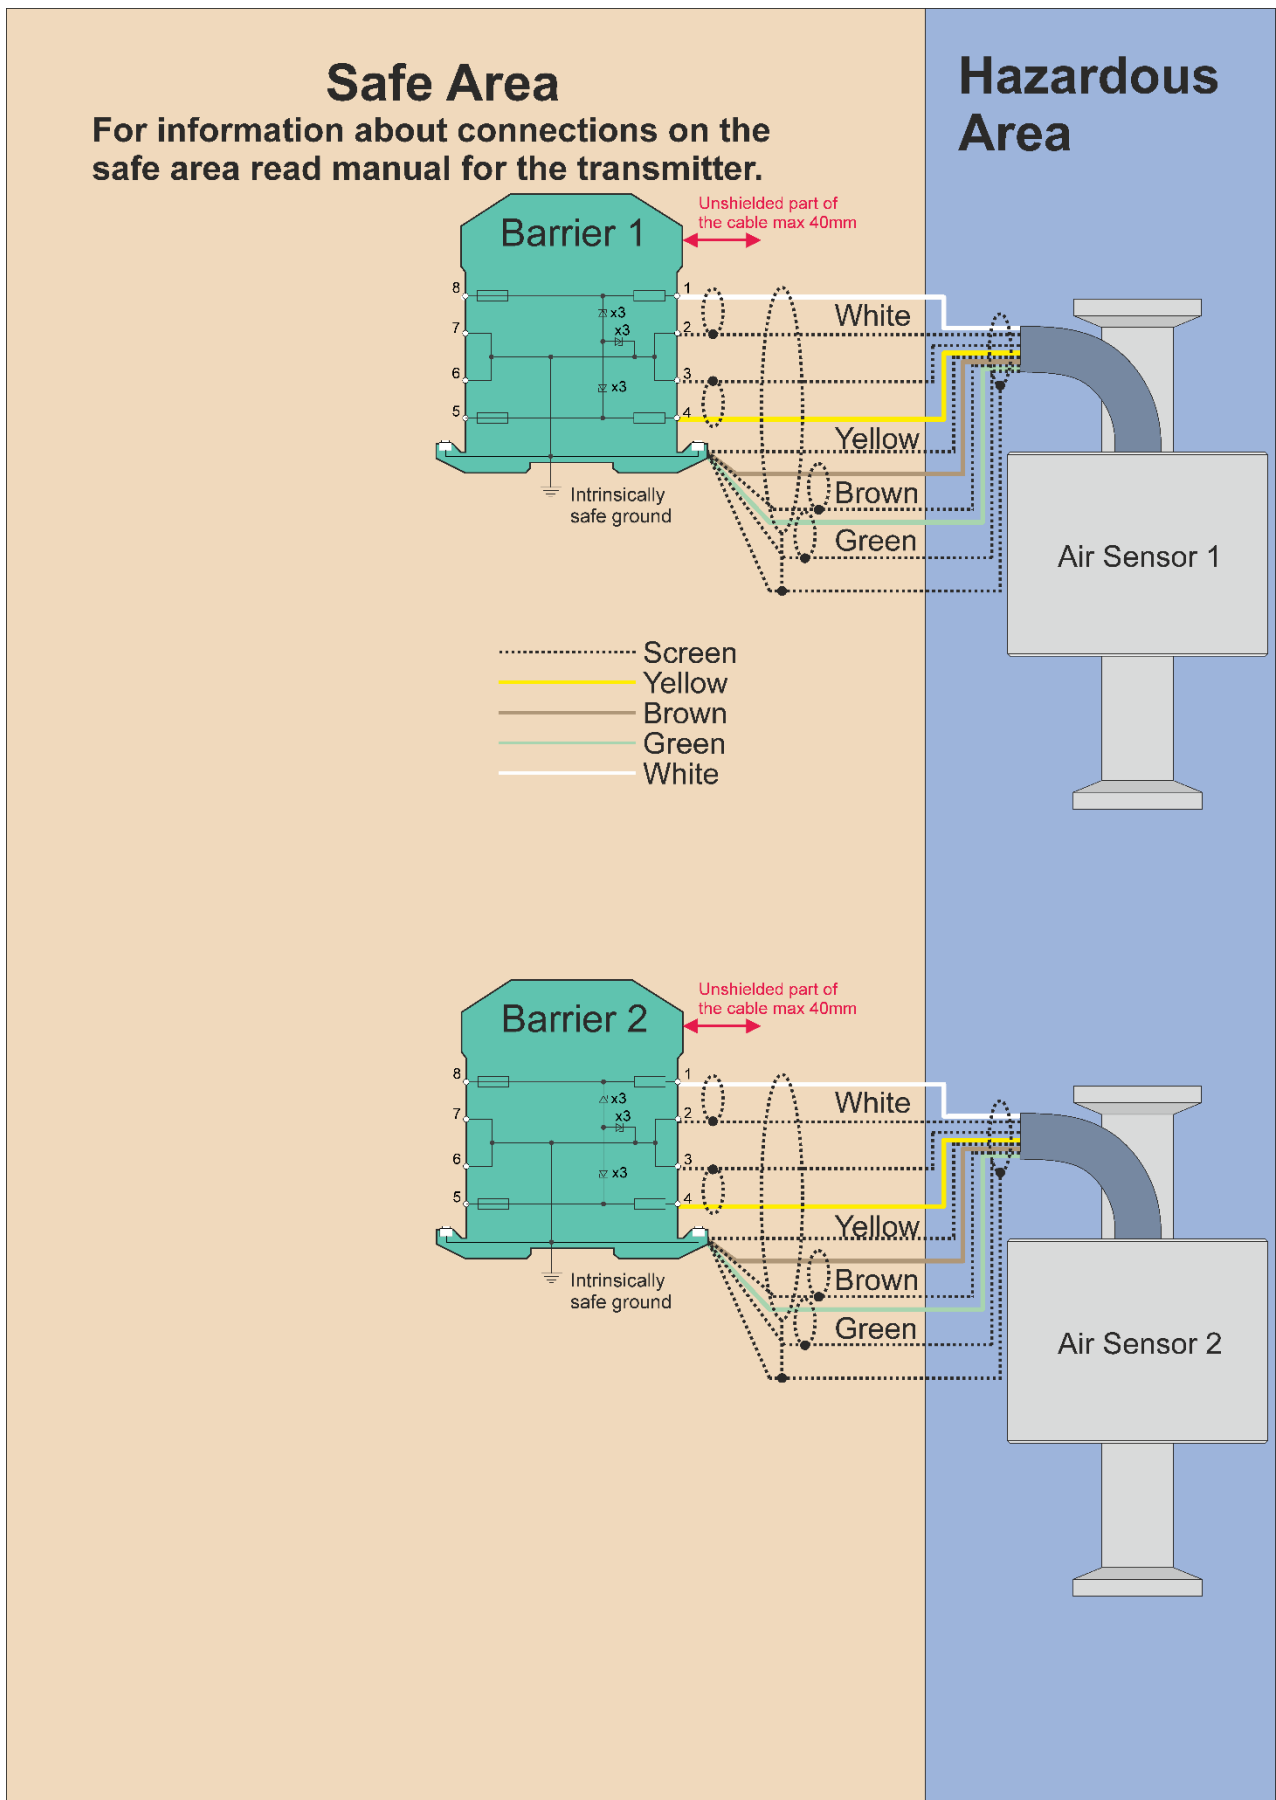 Safe Area
For information about connections on the
safe area read manual for the transmitter.
Hazardous
Area
Unshielded part of
the cable max 40mm
Barrier 1
8
7
6
5
1
2
3
4
x3
x3
x3
White
Yellow
Brown
Green
Intrinsically
safe ground
Air Sensor 1
Screen
Yellow
Brown
Green
White
Unshielded part of
the cable max 40mm
Barrier 2
8
7
6
5
1
2
3
4
x3
x3
x3
White
Yellow
Brown
Green
Intrinsically
safe ground
Air Sensor 2